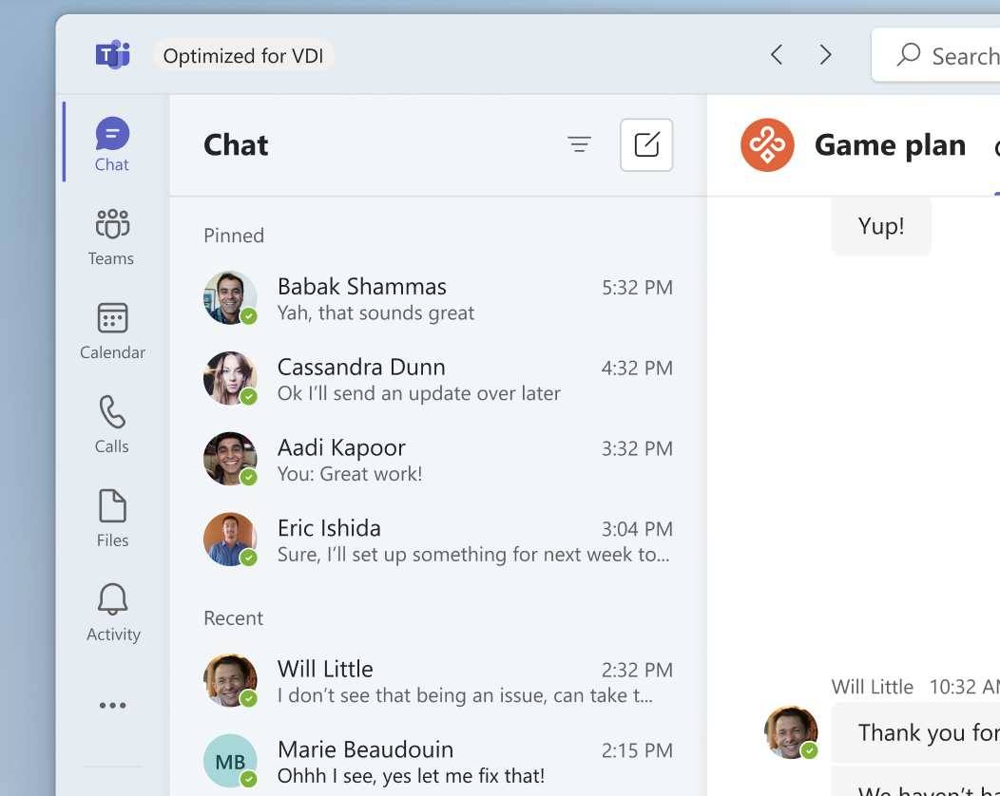 Optimized for VDI
Search
Chat
Teams
Calendar
Calls
Files
Activity
Chat
Pinned
Babak Shammas 5:32 PM
Yah, that sounds great
Cassandra Dunn 4:32 PM
Ok I’ll send an update over later
Aadi Kapoor 3:32 PM
You: Great work!
Eric Ishida 3:04 PM
Sure, I’ll set up something for next week to...
Recent
Will Little 2:32 PM
I don’t see that being an issue, can take t...
MB
Marie Beaudouin 2:15 PM
Ohhh I see, yes let me fix that!
Game plan
Yup!
Will Little 10:32
Thank you for
We haven’t